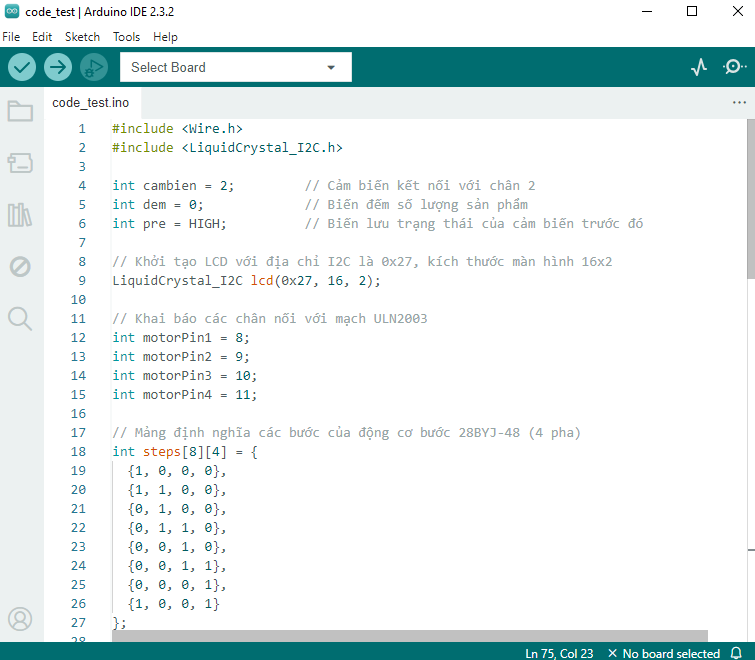 code_test | Arduino IDE 2.3.2
File Edit Sketch Tools Help
Select Board
code_test.ino
1 #include <Wire.h>
2 #include <LiquidCrystal_I2C.h>
3
4 int cambien = 2; // Cảm biến kết nối với chân 2
5 int dem = 0; // Biến đếm số lượng sản phẩm
6 int pre = HIGH; // Biến lưu trạng thái của cảm biến trước đó
7
8 // Khởi tạo LCD với địa chỉ I2C là 0x27, kích thước màn hình 16x2
9 LiquidCrystal_I2C lcd(0x27, 16, 2);
10
11 // Khai báo các chân nối với mạch ULN2003
12 int motorPin1 = 8;
13 int motorPin2 = 9;
14 int motorPin3 = 10;
15 int motorPin4 = 11;
16
17 // Mảng định nghĩa các bước của động cơ bước 28BYJ-48 (4 pha)
18 int steps[8][4] = {
19 {1, 0, 0, 0},
20 {1, 1, 0, 0},
21 {0, 1, 0, 0},
22 {0, 1, 1, 0},
23 {0, 0, 1, 0},
24 {0, 0, 1, 1},
25 {0, 0, 0, 1},
26 {1, 0, 0, 1}
27 };
28
Ln 75, Col 23 × No board selected